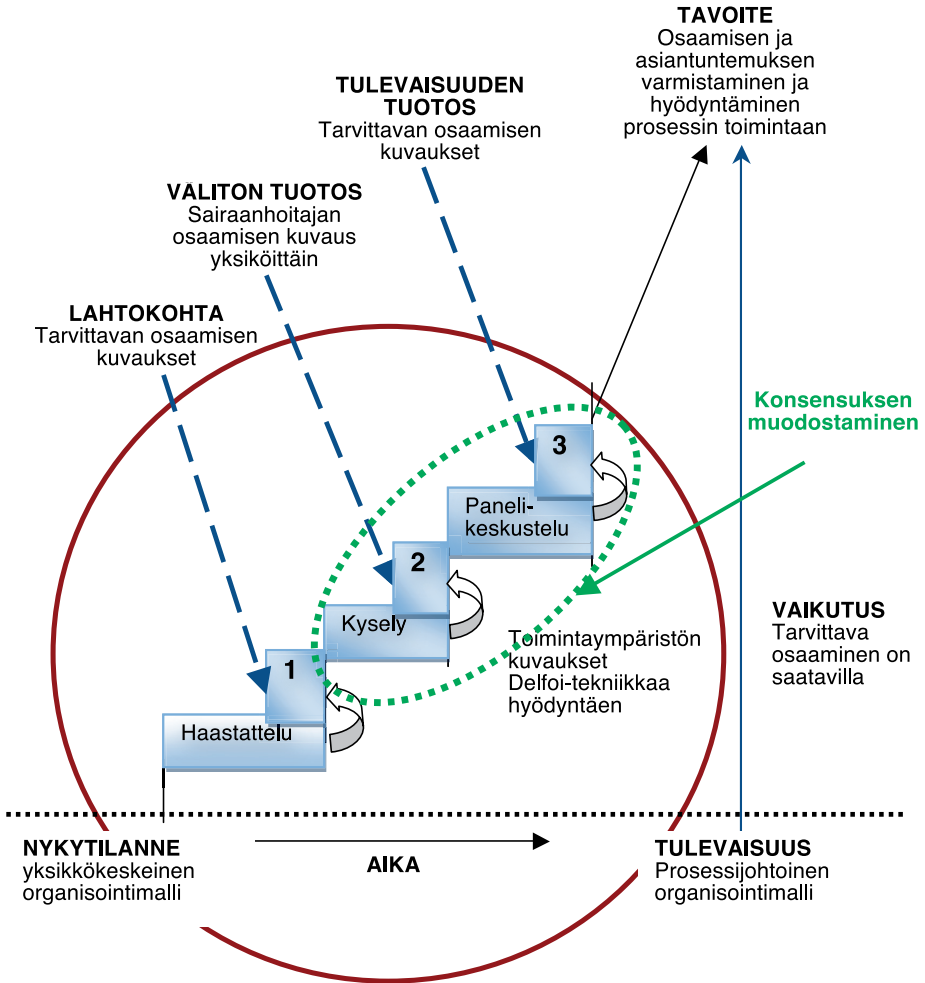 TAVOITE
Osaamisen ja
asiantuntemuksen
varmistaminen ja
hyödyntäminen
prosessin toimintaan
TULEVAISUUDEN
TUOTOS
Tarvittavan osaamisen
kuvaukset
VÄLITON TUOTOS
Sairaanhoitajan
osaamisen kuvaus
yksiköittäin
LAHTOKOHTA
Tarvittavan osaamisen
kuvaukset
Konsensuksen
muodostaminen
3
Paneli-
keskustelu
2
Kysely
1
Haastattelu
Toimintaympäristön
kuvaukset
Delfoi-tekniikkaa
hyödyntäen
VAIKUTUS
Tarvittava
osaaminen on
saatavilla
NYKYTILANNE
yksikkökeskeinen
organisointimalli
AIKA
TULEVAISUUS
Prosessijohtoinen
organisointimalli